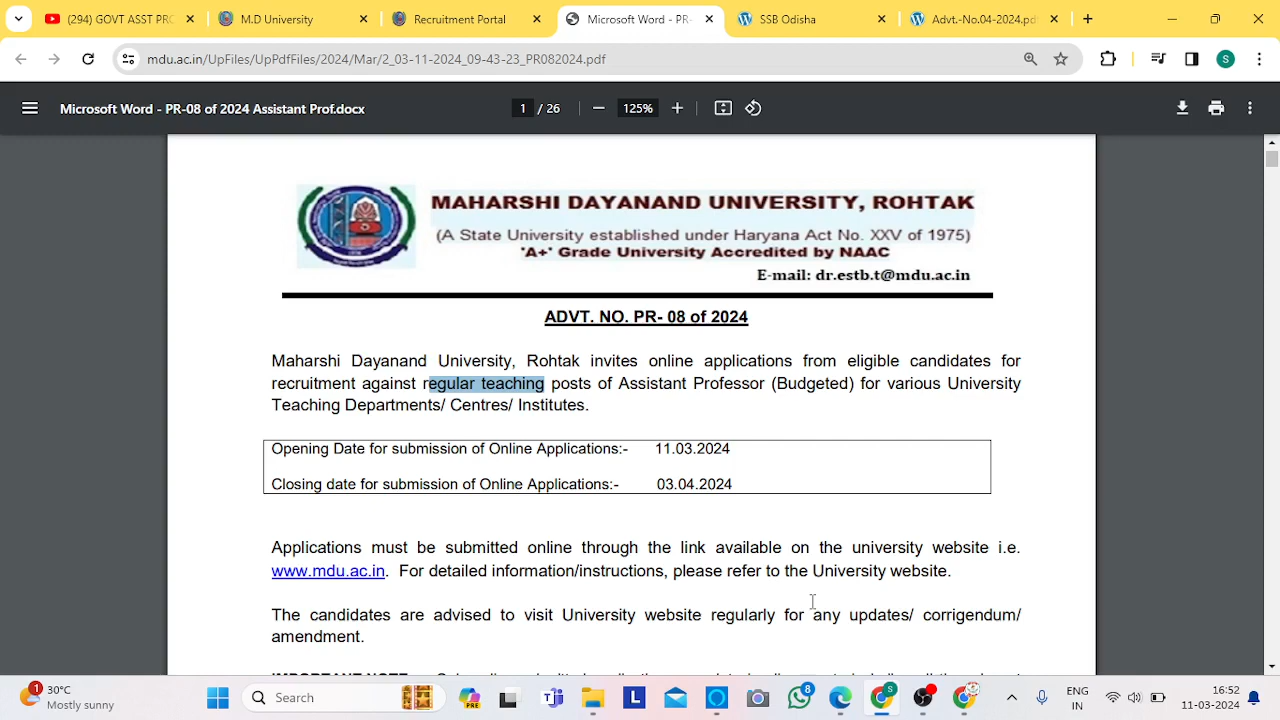 (294) GOVT ASST PRO
M.D University
Recruitment Portal
Microsoft Word - PR-
SSB Odisha
Advt.-No.04-2024.pd
mdu.ac.in/UpFiles/UpPdfFiles/2024/Mar/2_03-11-2024_09-43-23_PR082024.pdf
S
Microsoft Word - PR-08 of 2024 Assistant Prof.docx
1 / 26
125%
MAHARSHI DAYANAND UNIVERSITY, ROHTAK
(A State University established under Haryana Act No. XXV of 1975)
'A+' Grade University Accredited by NAAC
E-mail: dr.estb.t@mdu.ac.in
ADVT. NO. PR- 08 of 2024
Maharshi Dayanand University, Rohtak invites online applications from eligible candidates for
recruitment against regular teaching posts of Assistant Professor (Budgeted) for various University
Teaching Departments/ Centres/ Institutes.
Opening Date for submission of Online Applications:- 11.03.2024
Closing date for submission of Online Applications:- 03.04.2024
Applications must be submitted online through the link available on the university website i.e.
www.mdu.ac.in. For detailed information/instructions, please refer to the University website.
The candidates are advised to visit University website regularly for any updates/ corrigendum/
amendment.
1
30°C
Mostly sunny
Search
PRE
L
8
S
ENG
IN
16:52
11-03-2024